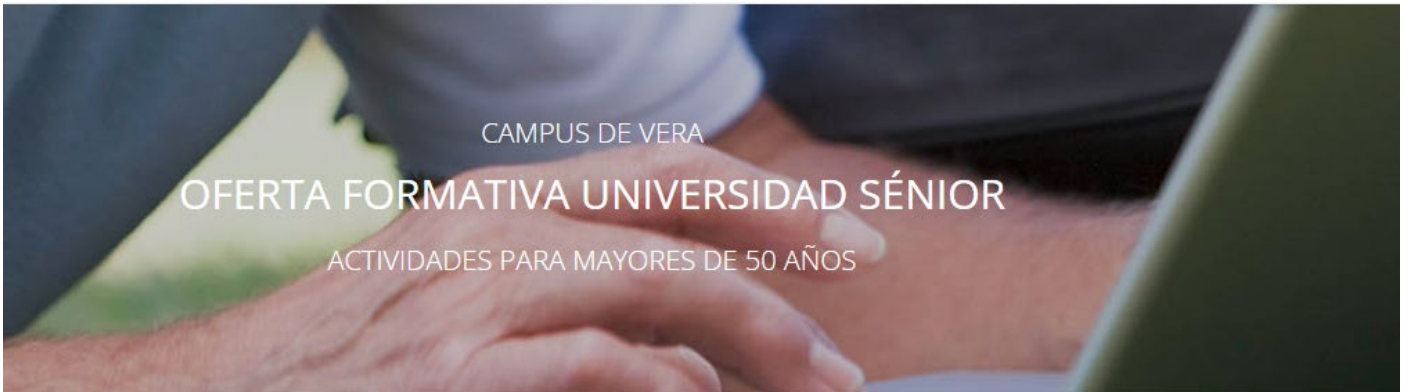 CAMPUS DE VERA
OFERTA FORMATIVA UNIVERSIDAD SÉNIOR
ACTIVIDADES PARA MAYORES DE 50 AÑOS